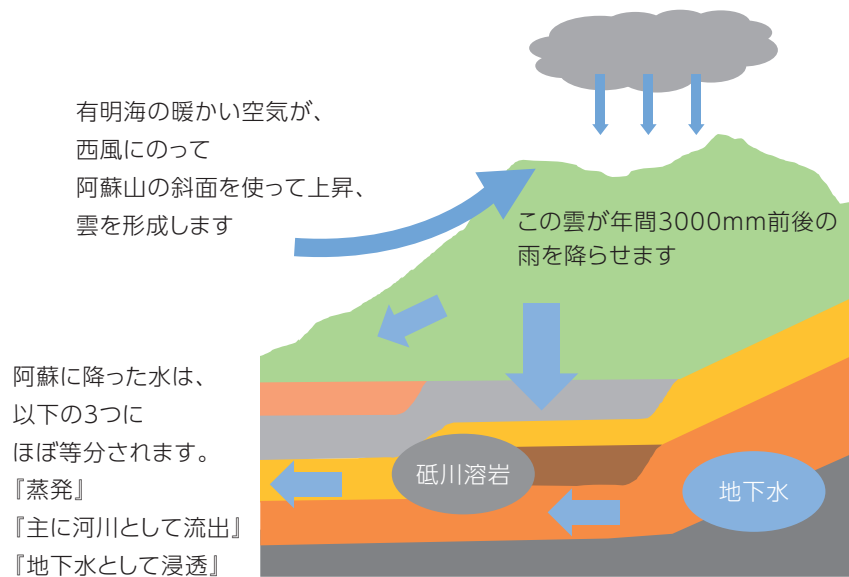 有明海の暖かい空気が、
西風にのって
阿蘇山の斜面を使って上昇、
雲を形成します
この雲が年間3000mm前後の
雨を降らせます
阿蘇に降った水は、
以下の3つに
ほぼ等分されます。
『蒸発』
『主に河川として流出』
『地下水として浸透』
砥川溶岩
地下水